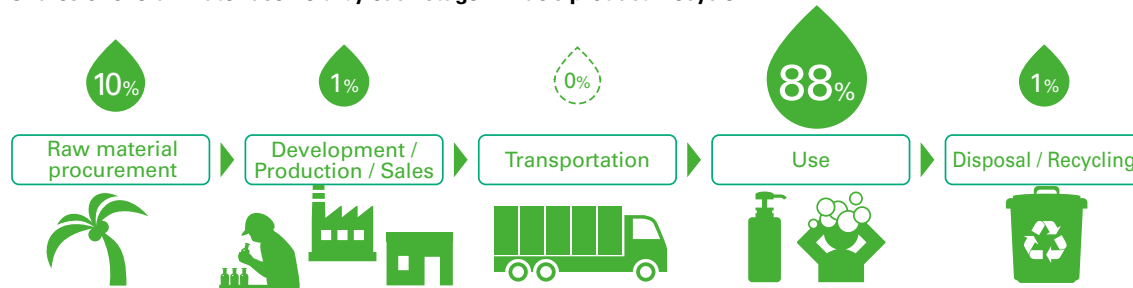 10%
1%
0%
88%
1%
Raw material
procurement
Development /
Production / Sales
Transportation
Use
Disposal / Recycling